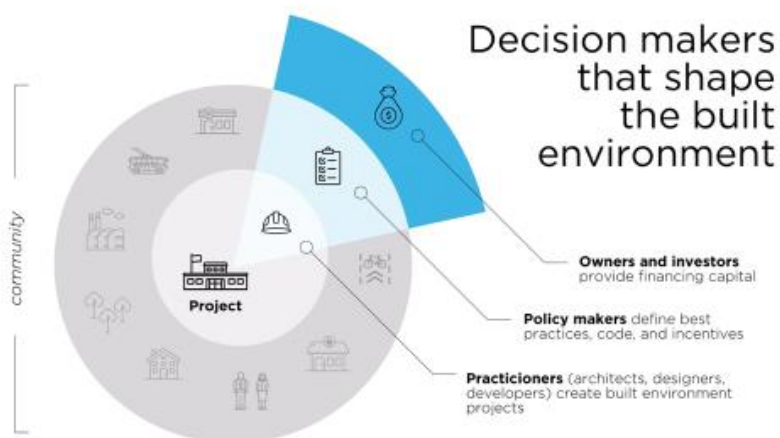 Decision makers
that shape
the built
environment
community
Project
Owners and investors
provide financing capital
Policy makers define best
practices, code, and incentives
Practicioners (architects, designers,
developers) create built environment
projects